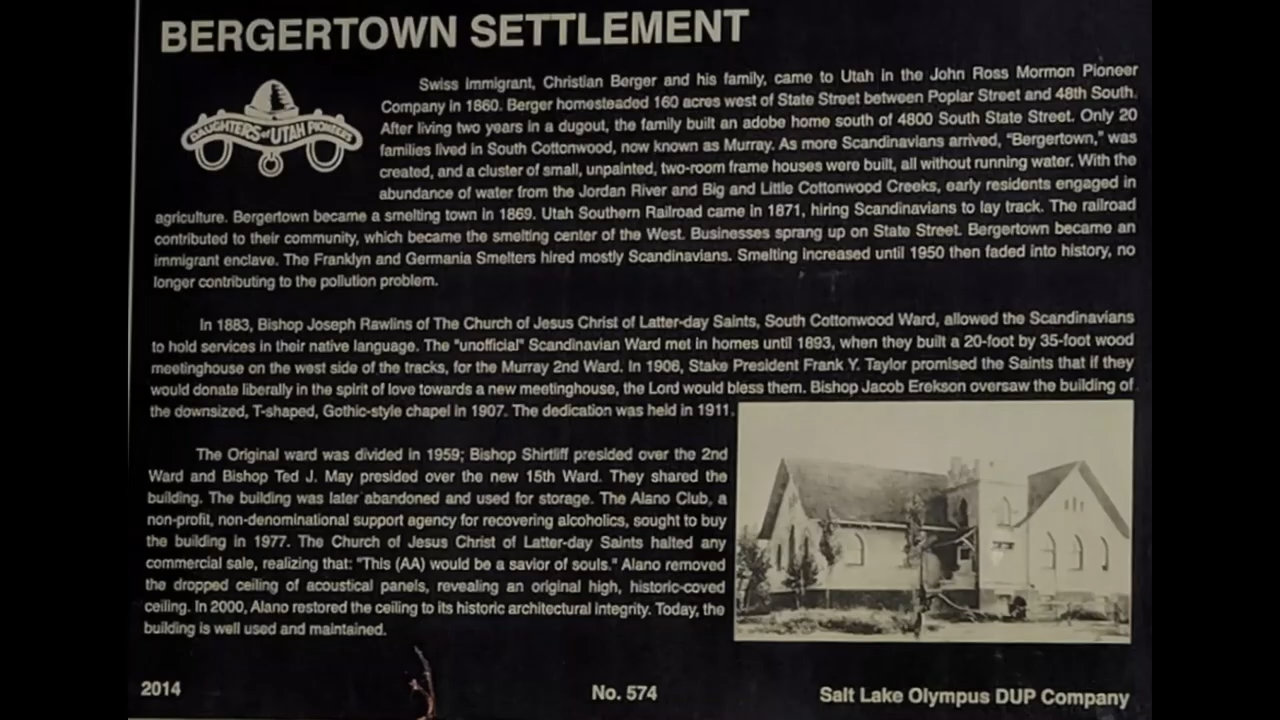 BERGERTOWN SETTLEMENT
DAUGHTERS of UTAH PIONEERS
Swiss Immigrant, Christian Berger and his family, came to Utah in the John Ross Mormon Pioneer
Company in 1860. Berger homesteaded 160 acres west of State Street between Poplar Street and 48th South.
After living two years in a dugout, the family built an adobe home south of 4800 South State Street. Only 20
families lived in South Cottonwood, now known as Murray. As more Scandinavians arrived, "Bergertown," was
created, and a cluster of small, unpainted, two-room frame houses were built, all without running water. With the
abundance of water from the Jordan River and Big and Little Cottonwood Creeks, early residents engaged in
agriculture. Bergertown became a smelting town in 1869. Utah Southern Railroad came in 1871, hiring Scandinavians to lay track. The railroad
contributed to their community, which became the smelting center of the West. Businesses sprang up on State Street. Bergertown became an
immigrant enclave. The Franklyn and Germania Smelters hired mostly Scandinavians. Smelting increased until 1950 then faded into history, no
longer contributing to the pollution problem.
In 1883, Bishop Joseph Rawlins of The Church of Jesus Christ of Latter-day Saints, South Cottonwood Ward, allowed the Scandinavians
to hold services in their native language. The "unofficial" Scandinavian Ward met in homes until 1893, when they built a 20-foot by 35-foot wood
meetinghouse on the west side of the tracks, for the Murray 2nd Ward. In 1906, Stake President Frank Y. Taylor promised the Saints that if they
would donate liberally in the spirit of love towards a new meetinghouse, the Lord would bless them. Bishop Jacob Erekson oversaw the building of
the downsized, T-shaped, Gothic-style chapel in 1907. The dedication was held in 1911.
The Original ward was divided in 1959; Bishop Shirtliff presided over the 2nd
Ward and Bishop Ted J. May presided over the new 15th Ward. They shared the
building. The building was later abandoned and used for storage. The Alano Club, a
non-profit, non-denominational support agency for recovering alcoholics, sought to buy
the building in 1977. The Church of Jesus Christ of Latter-day Saints halted any
commercial sale, realizing that: "This (AA) would be a savior of souls." Alano removed
the dropped ceiling of acoustical panels, revealing an original high, historic-coved
ceiling. In 2000, Alano restored the ceiling to its historic architectural integrity. Today, the
building is well used and maintained.
2014
No. 574
Salt Lake Olympus DUP Company